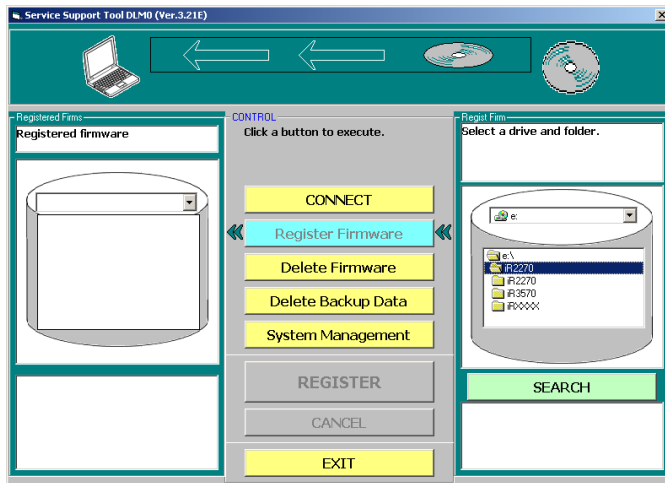 Service Support Tool DLM0 (Ver.3.21E)
Registered Firms
Registered firmware
CONTROL
Click a button to execute.
CONNECT
Register Firmware
Delete Firmware
Delete Backup Data
System Management
REGISTER
CANCEL
EXIT
Regist Firm
Select a drive and folder.
e:
e:\
iR2270
iR2270
iR3570
iRXXXX
SEARCH